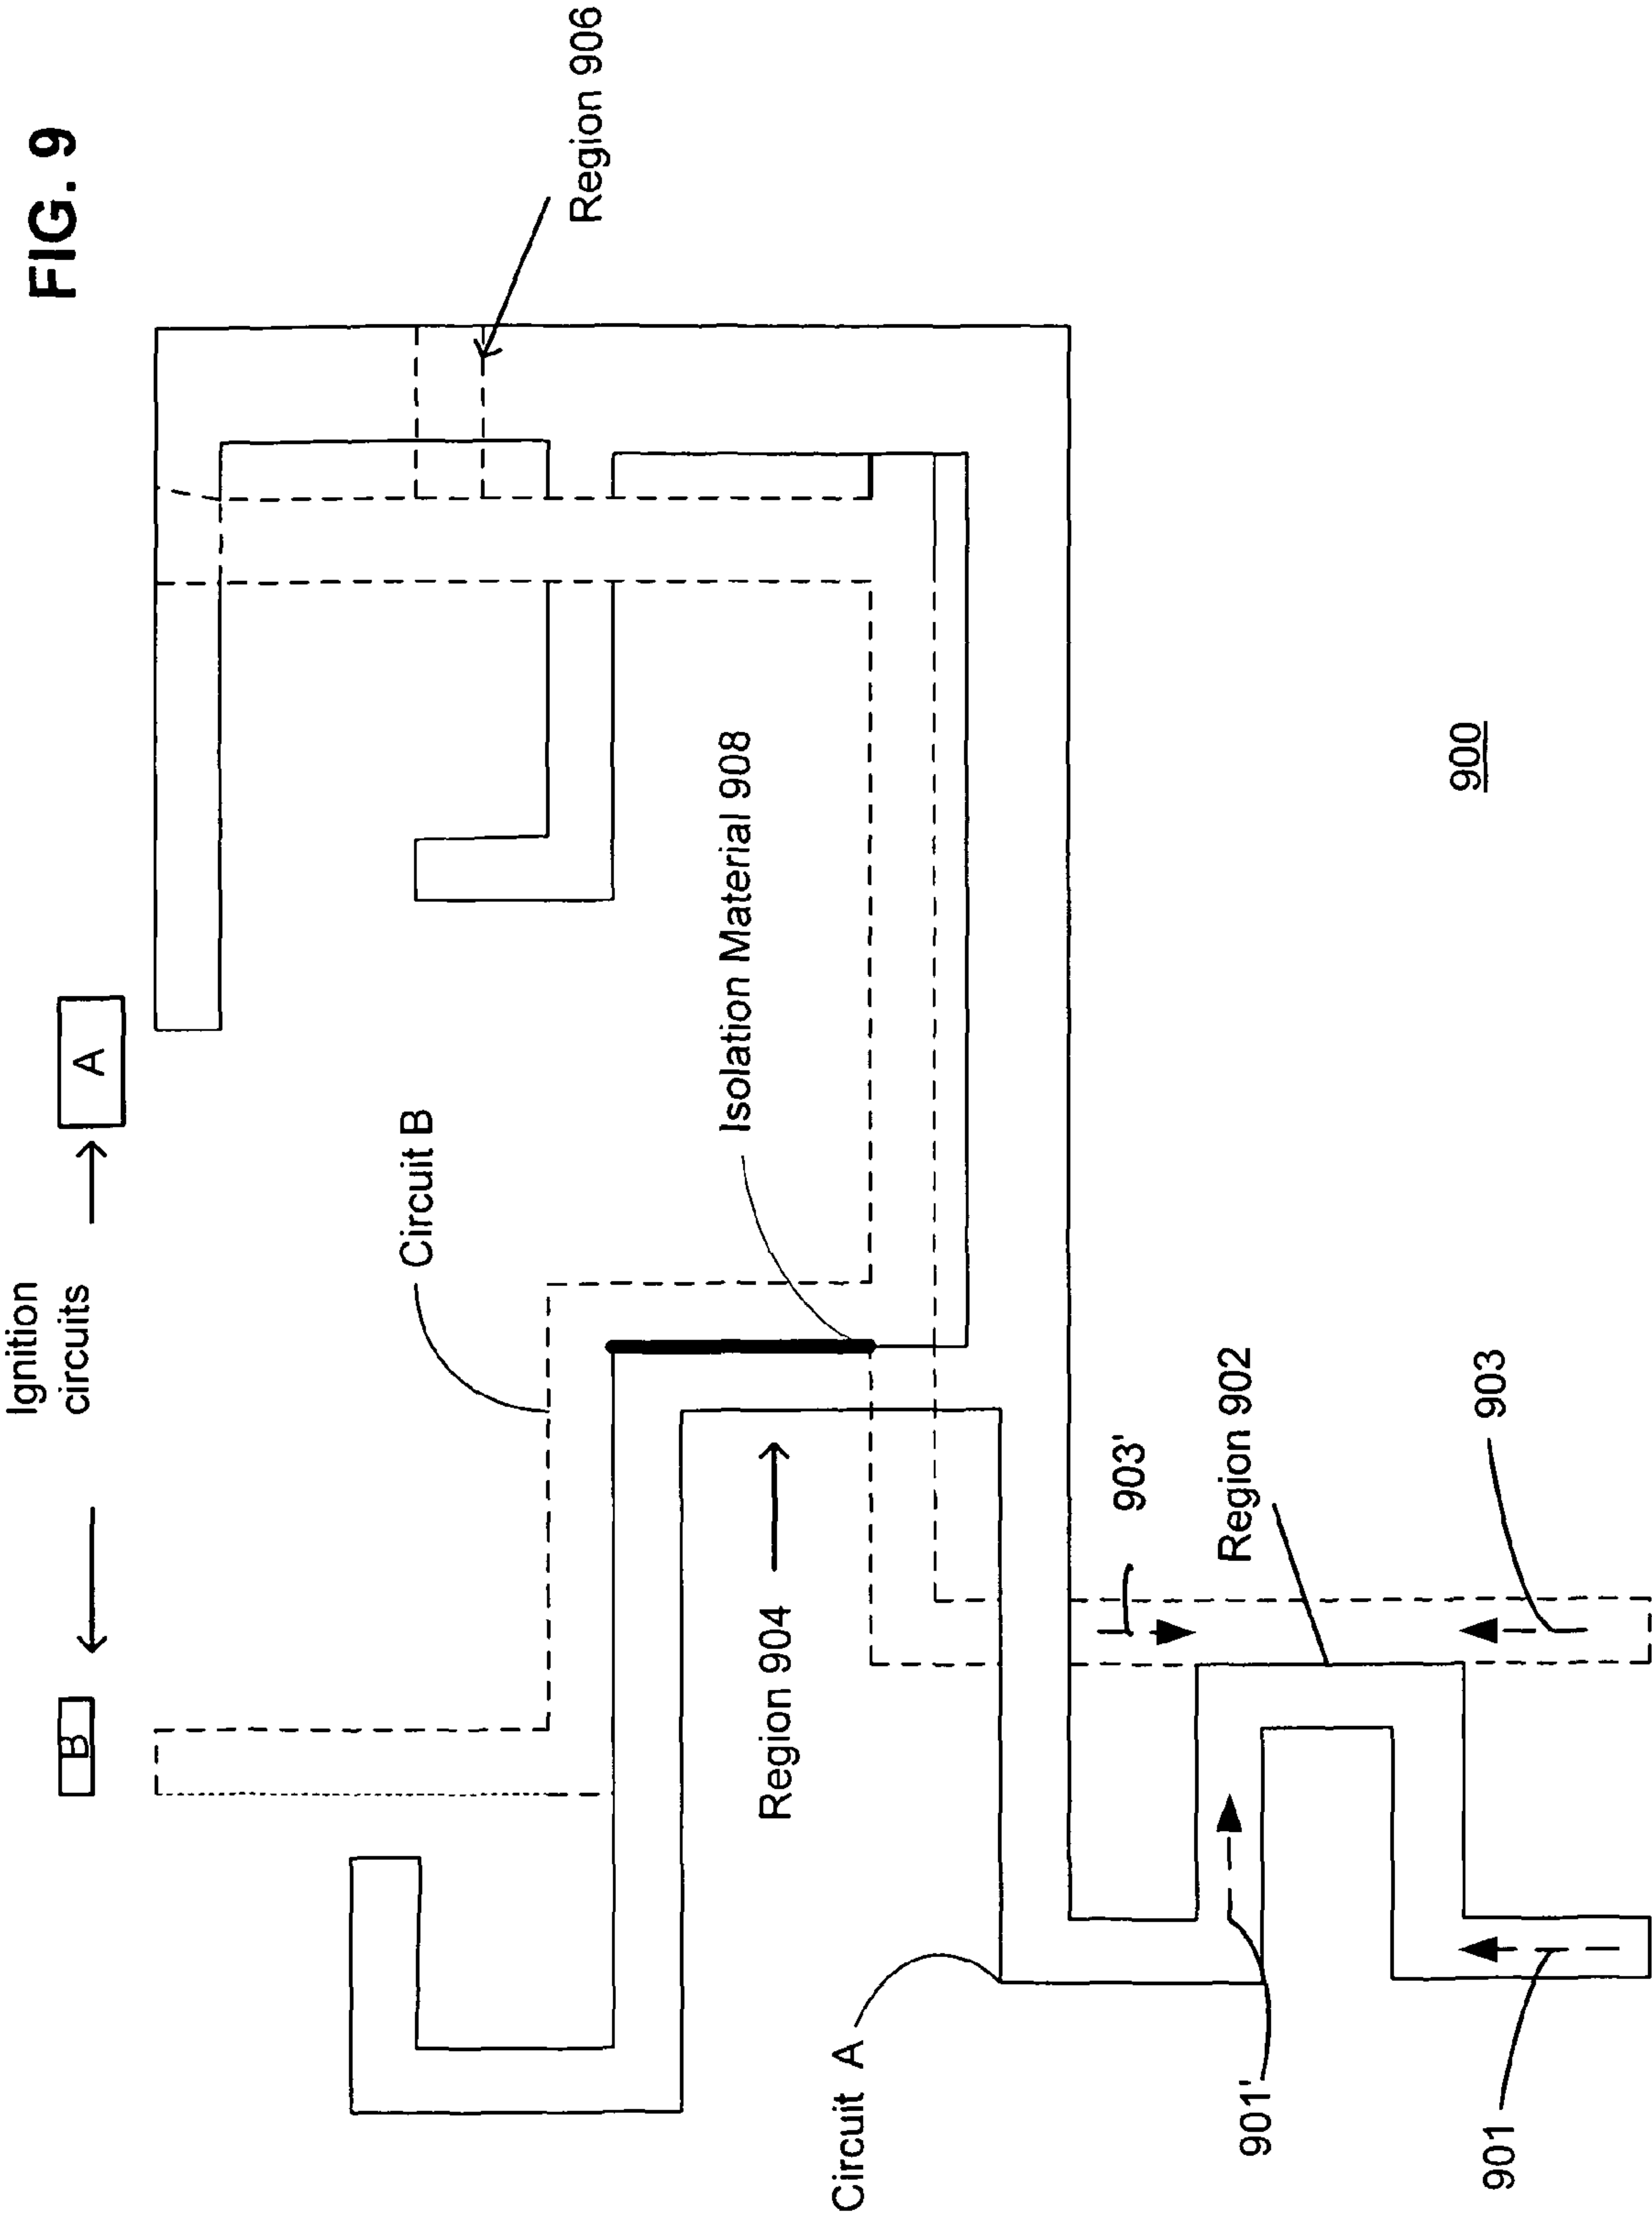 FIG. 9
Ignition
circuits
B
A
Circuit B
Region 906
Isolation Material 908
Region 904
Circuit A
903'
Region 902
901'
903
901
900